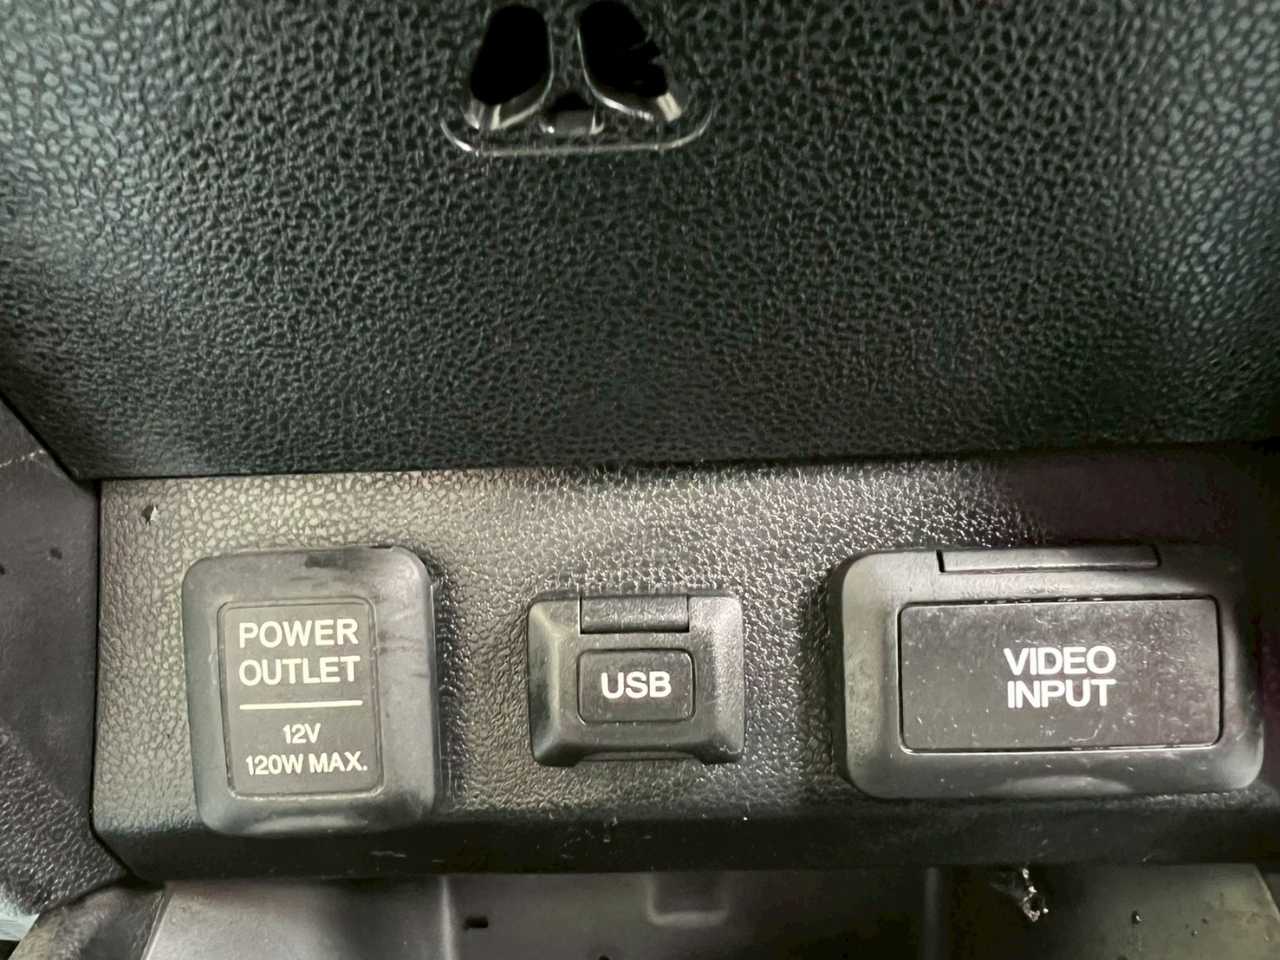 POWER
OUTLET
12V
120W MAX.
USB
VIDEO
INPUT